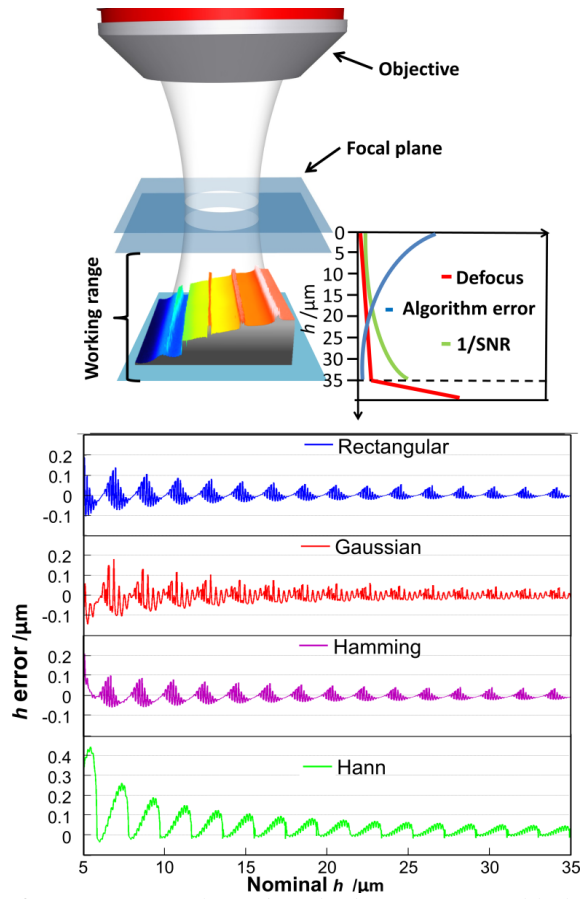 Objective
Focal plane
Working range
0
5
10
15
20
25
30
35
h /μm
Defocus
Algorithm error
1/SNR
Rectangular
0.2
0.1
0
-0.1
Gaussian
0.2
0.1
0
-0.1
Hamming
0.2
0.1
0
-0.1
Hann
0.4
0.3
0.2
0.1
0
h error /μm
5
10
15
20
25
30
35
Nominal h /μm